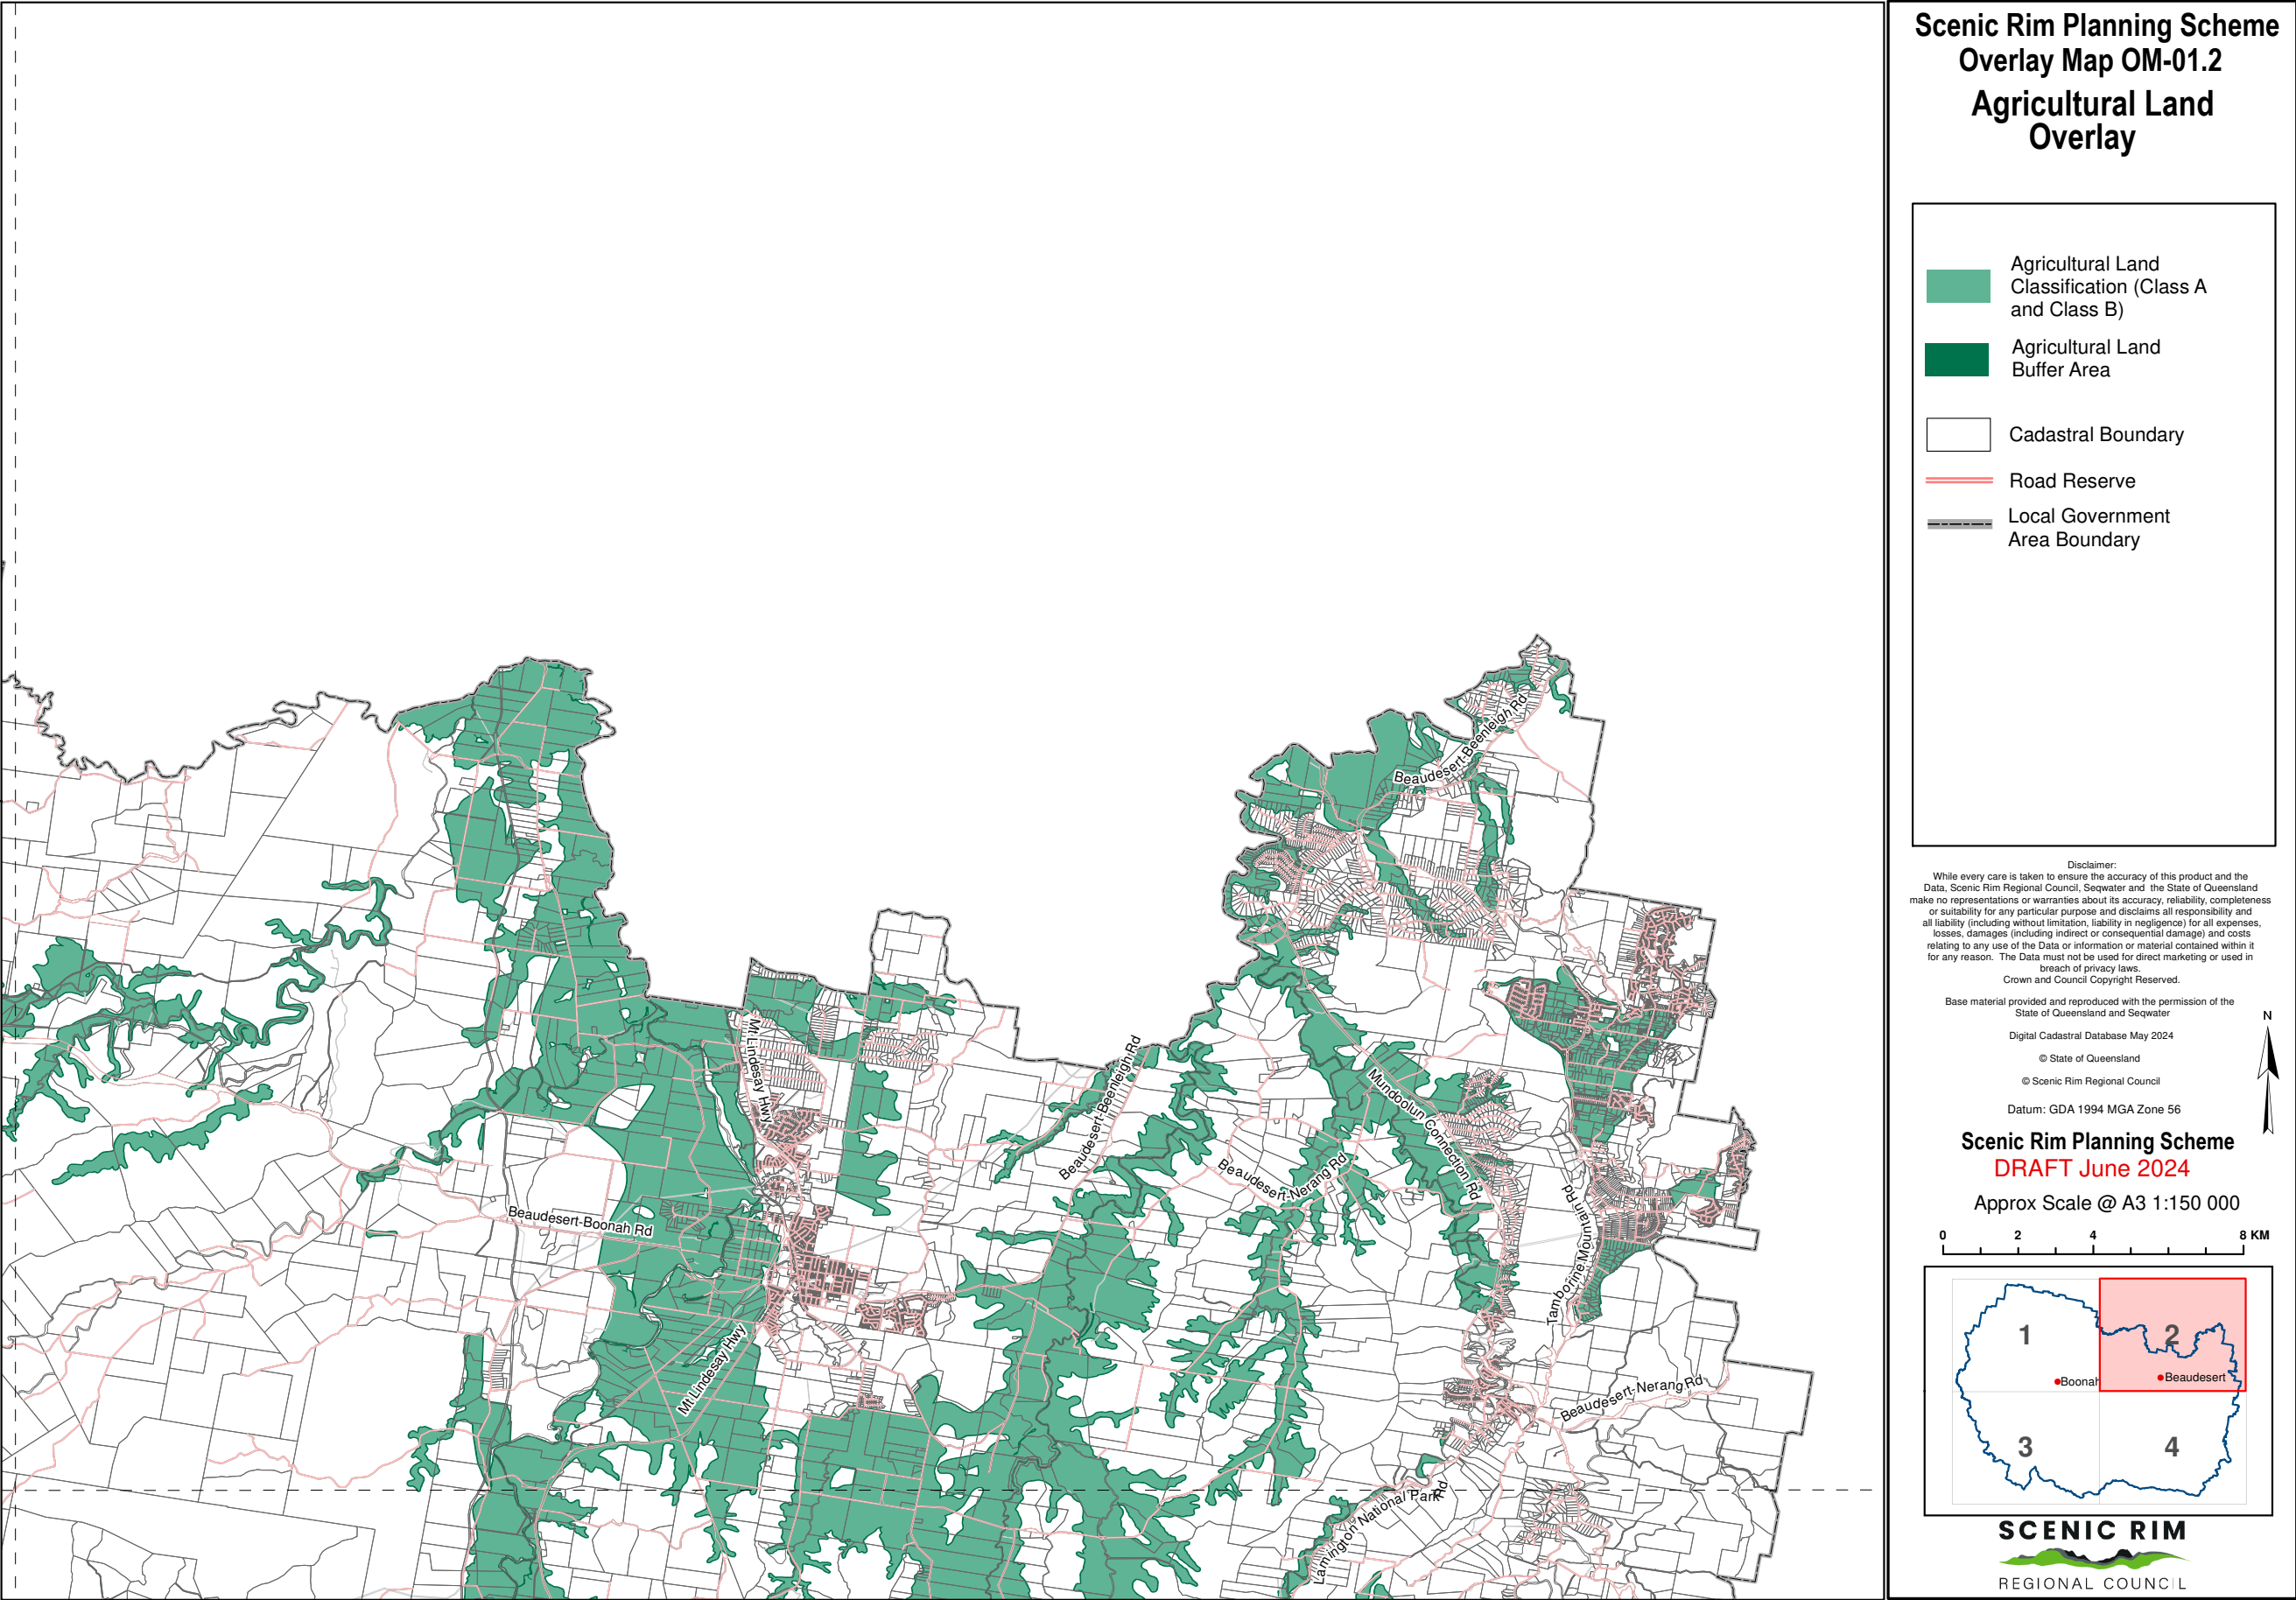 Scenic Rim Planning Scheme
Overlay Map OM-01.2
Agricultural Land
Overlay
Agricultural Land
Classification (Class A
and Class B)
Agricultural Land
Buffer Area
Cadastral Boundary
Road Reserve
Local Government
Area Boundary
Disclaimer:
While every care is taken to ensure the accuracy of this product and the
Data, Scenic Rim Regional Council, Seqwater and the State of Queensland
make no representations or warranties about its accuracy, reliability, completeness
or suitability for any particular purpose and disclaims all responsibility and
all liability (including without limitation, liability in negligence) for all expenses,
losses, damages (including indirect or consequential damage) and costs
relating to any use of the Data or information or material contained within it
for any reason. The Data must not be used for direct marketing or used in
breach of privacy laws.
Crown and Council Copyright Reserved.
Base material provided and reproduced with the permission of the
State of Queensland and Seqwater
Digital Cadastral Database May 2024
© State of Queensland
© Scenic Rim Regional Council
N
Datum: GDA 1994 MGA Zone 56
Scenic Rim Planning Scheme
DRAFT June 2024
Approx Scale @ A3 1:150 000
0 2 4 8 KM
1
2
Boonah
Beaudesert
3
4
SCENIC RIM
REGIONAL COUNCIL
Beaudesert-Beenleigh Rd
Mt Lindesay Hwy
Beaudesert-Beenleigh Rd
Mundoolun Connection Rd
Beaudesert-Nerang Rd
Tamborine Mountain Rd
Beaudesert-Boonah Rd
Mt Lindesay Hwy
Beaudesert-Nerang Rd
Lamington National Park Rd